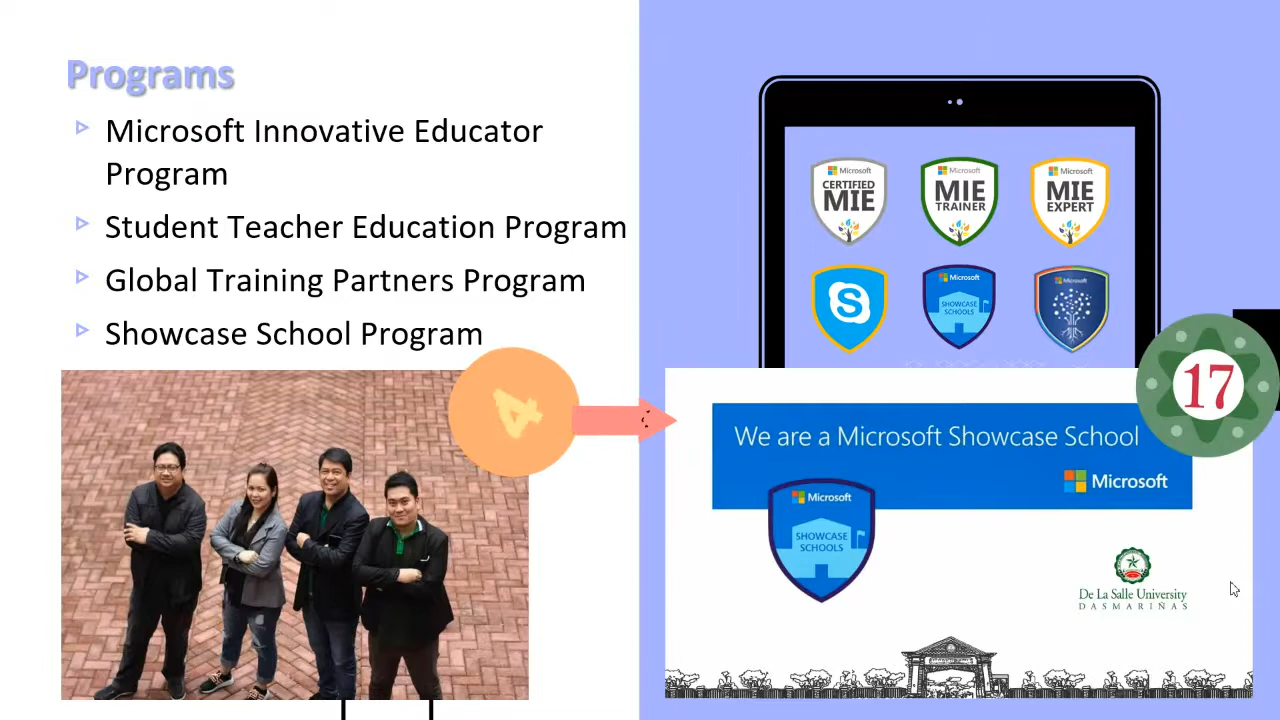 Programs
Microsoft Innovative Educator
Program
Student Teacher Education Program
Global Training Partners Program
Showcase School Program
4
Microsoft
CERTIFIED
MIE
Microsoft
MIE
TRAINER
Microsoft
MIE
EXPERT
S
Microsoft
SHOWCASE
SCHOOLS
Microsoft
17
We are a Microsoft Showcase School
Microsoft
Microsoft
SHOWCASE
SCHOOLS
De La Salle University
DASMARIÑAS